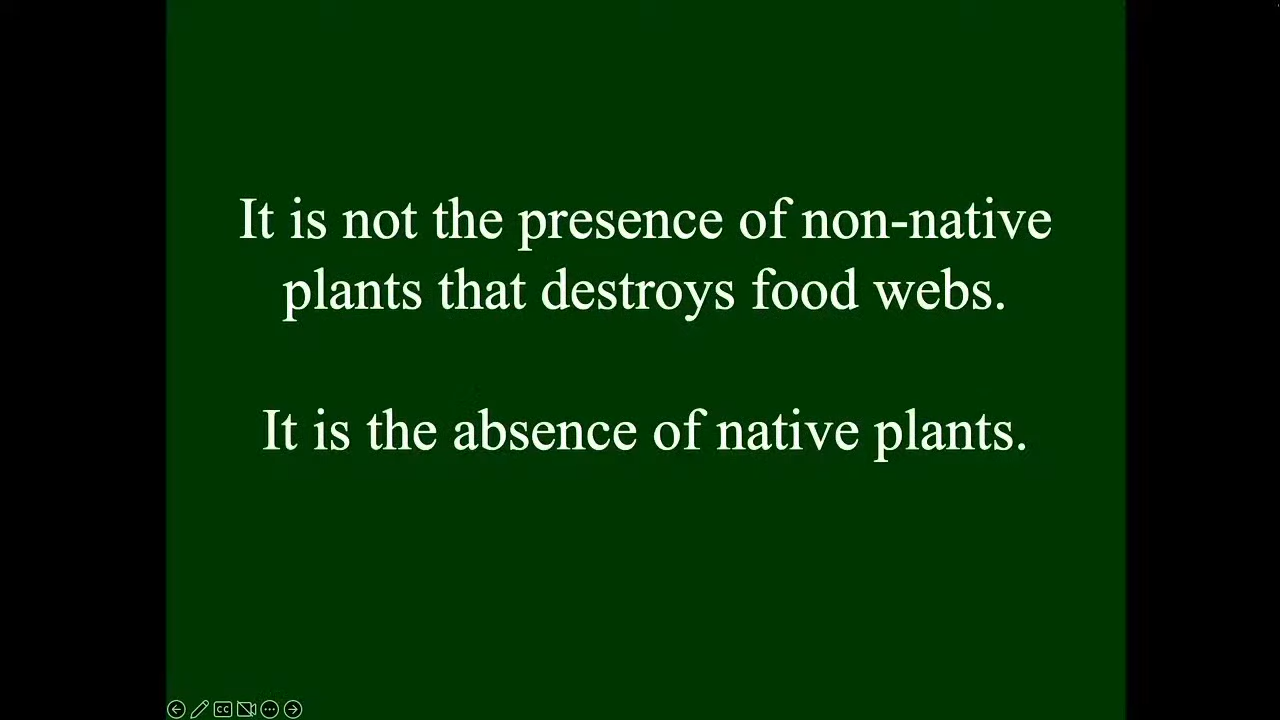 It is not the presence of non-native
plants that destroys food webs.
It is the absence of native plants.
CC